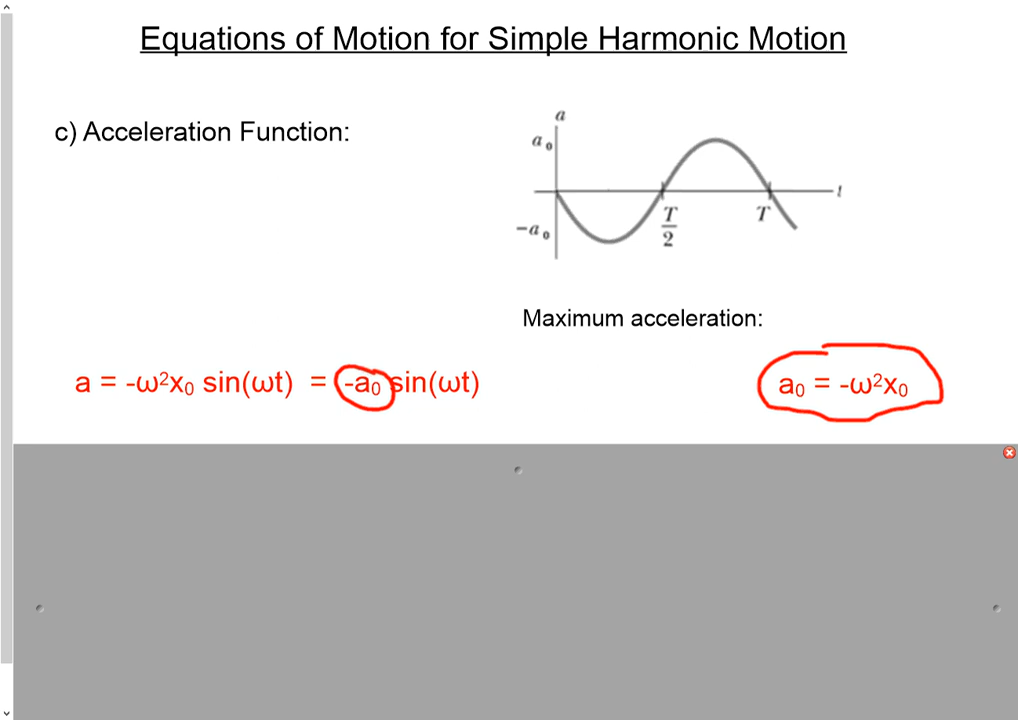 Equations of Motion for Simple Harmonic Motion
c) Acceleration Function:
a
a₀
t
T/2
T
-a₀
Maximum acceleration:
a = -ω²x₀ sin(ωt) = -a₀ sin(ωt)
a₀ = -ω²x₀